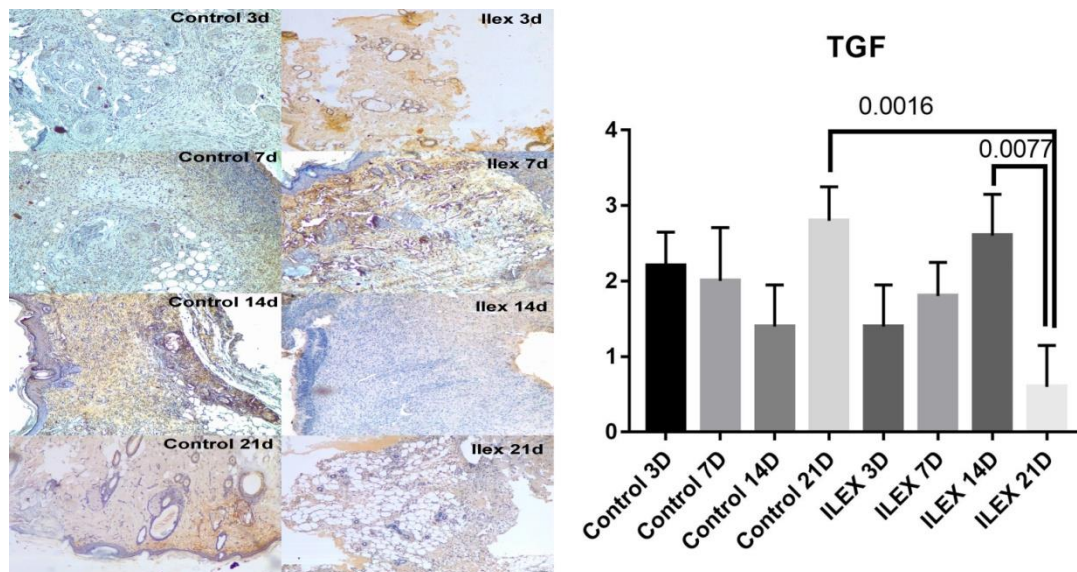 Control 3d
Ilex 3d
Control 7d
Ilex 7d
Control 14d
Ilex 14d
Control 21d
Ilex 21d
TGF
0.0016
0.0077
4
3
2
1
0
Control 3D
Control 7D
Control 14D
Control 21D
ILEX 3D
ILEX 7D
ILEX 14D
ILEX 21D